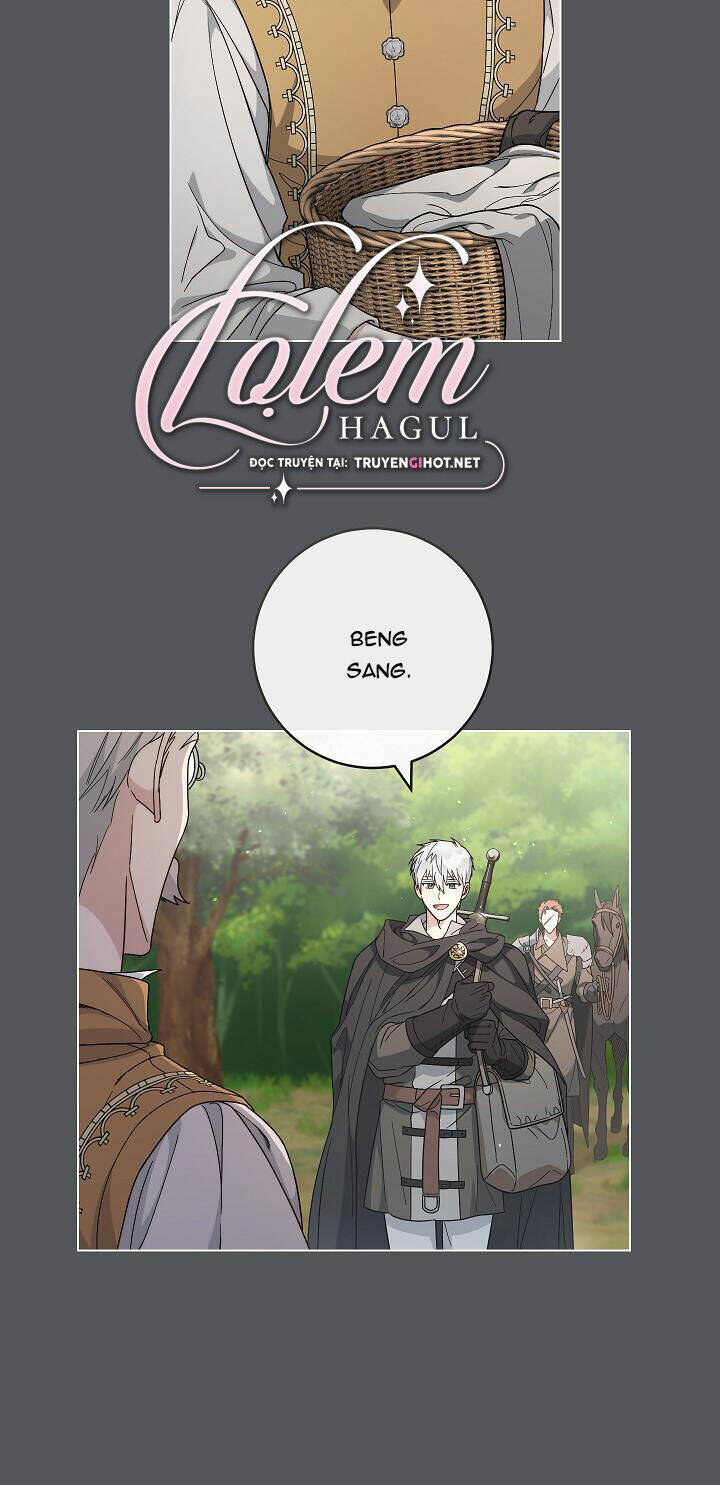 Lọlem
HAGUL
ĐỌC TRUYỆN TẠI: TRUYENGIHOT.NET
BENG
SANG.